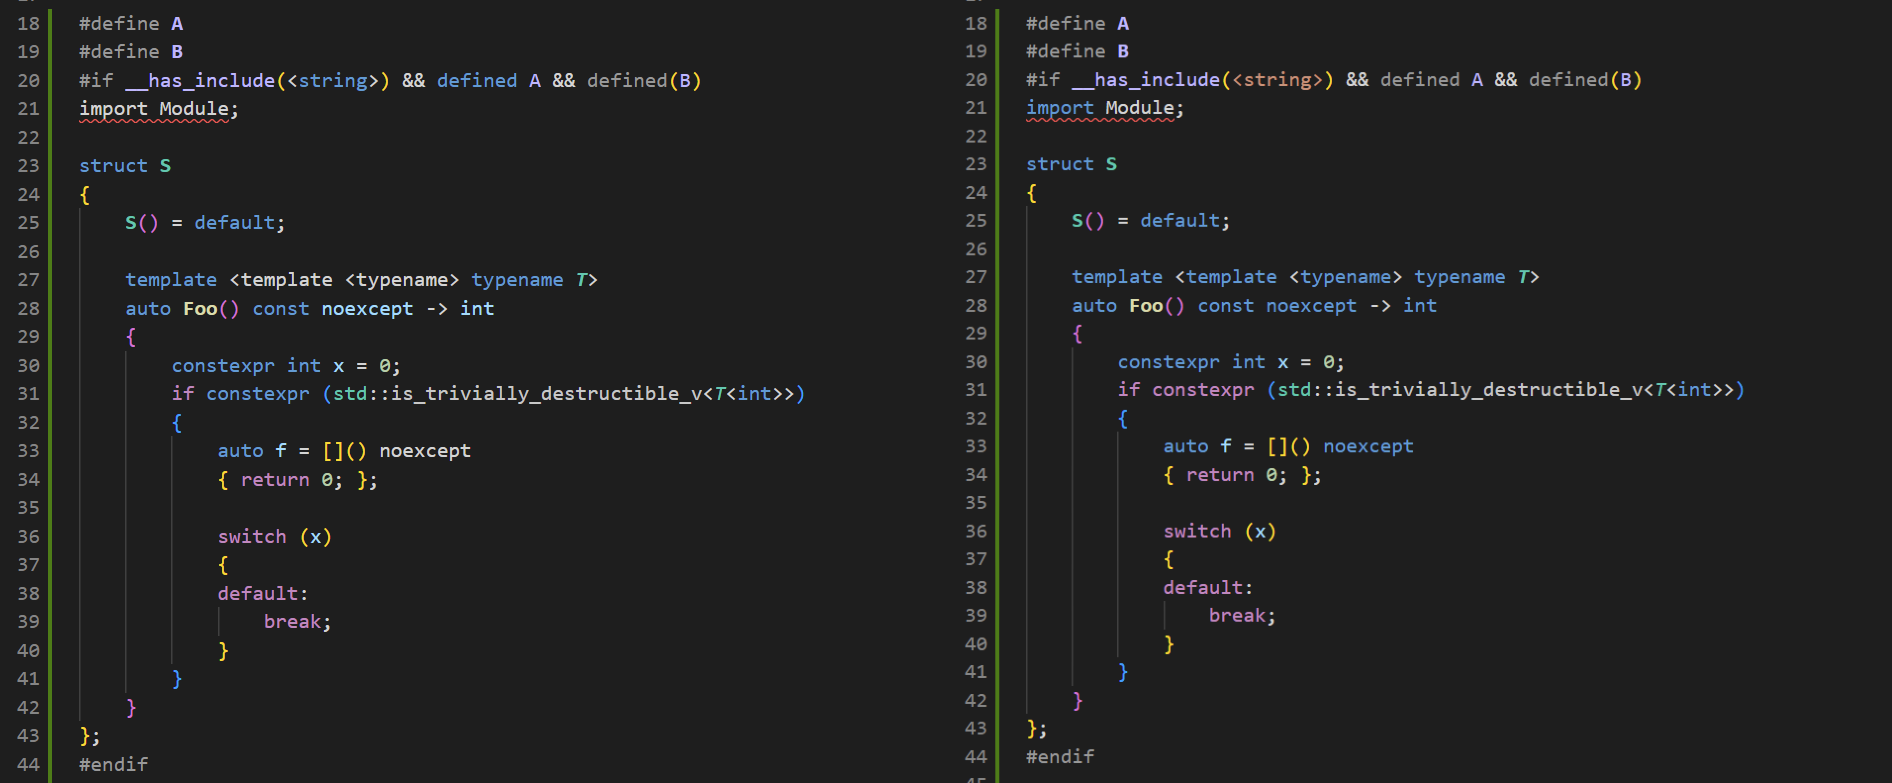 18 #define A
19 #define B
20 #if __has_include(<string>) && defined A && defined(B)
21 import Module;
22
23 struct S
24 {
25 S() = default;
26
27 template <template <typename> typename T>
28 auto Foo() const noexcept -> int
29 {
30 constexpr int x = 0;
31 if constexpr (std::is_trivially_destructible_v<T<int>>)
32 {
33 auto f = []() noexcept
34 { return 0; };
35
36 switch (x)
37 {
38 default:
39 break;
40 }
41 }
42 }
43 };
44 #endif
18 #define A
19 #define B
20 #if __has_include(<string>) && defined A && defined(B)
21 import Module;
22
23 struct S
24 {
25 S() = default;
26
27 template <template <typename> typename T>
28 auto Foo() const noexcept -> int
29 {
30 constexpr int x = 0;
31 if constexpr (std::is_trivially_destructible_v<T<int>>)
32 {
33 auto f = []() noexcept
34 { return 0; };
35
36 switch (x)
37 {
38 default:
39 break;
40 }
41 }
42 }
43 };
44 #endif